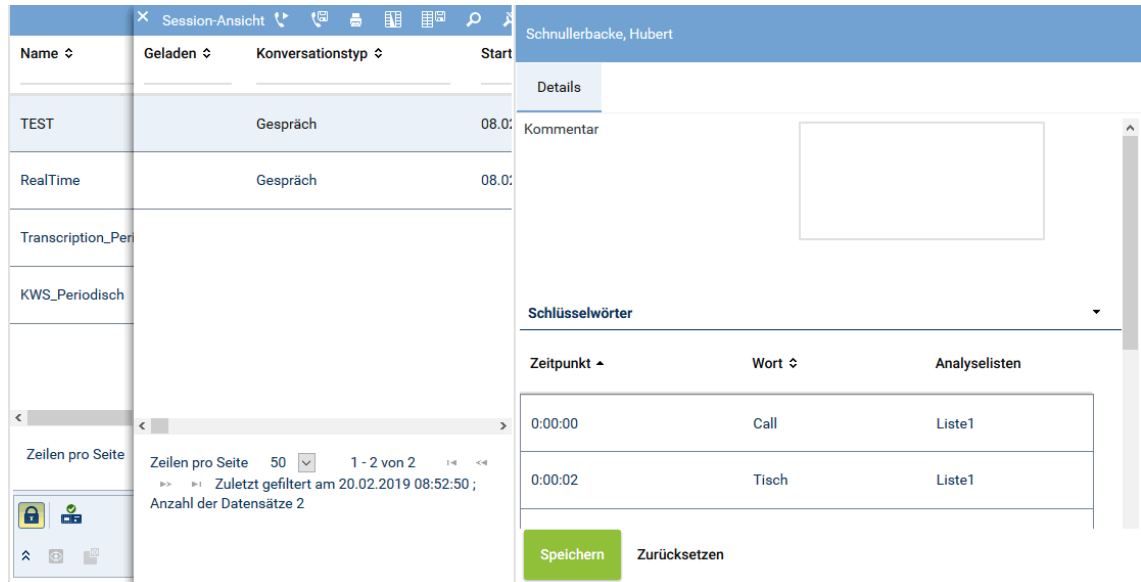 Name
TEST
RealTime
Transcription_Peri
KWS_Periodisch
Zeilen pro Seite
Session-Ansicht
Geladen Konversationstyp Start
Gespräch 08.02
Gespräch 08.02
Zeilen pro Seite 50 1 - 2 von 2
Zuletzt gefiltert am 20.02.2019 08:52:50 ;
Anzahl der Datensätze 2
Schnullerbacke, Hubert
Details
Kommentar
Schlüsselwörter
Zeitpunkt Wort Analyselisten
0:00:00 Call Liste1
0:00:02 Tisch Liste1
Speichern Zurücksetzen